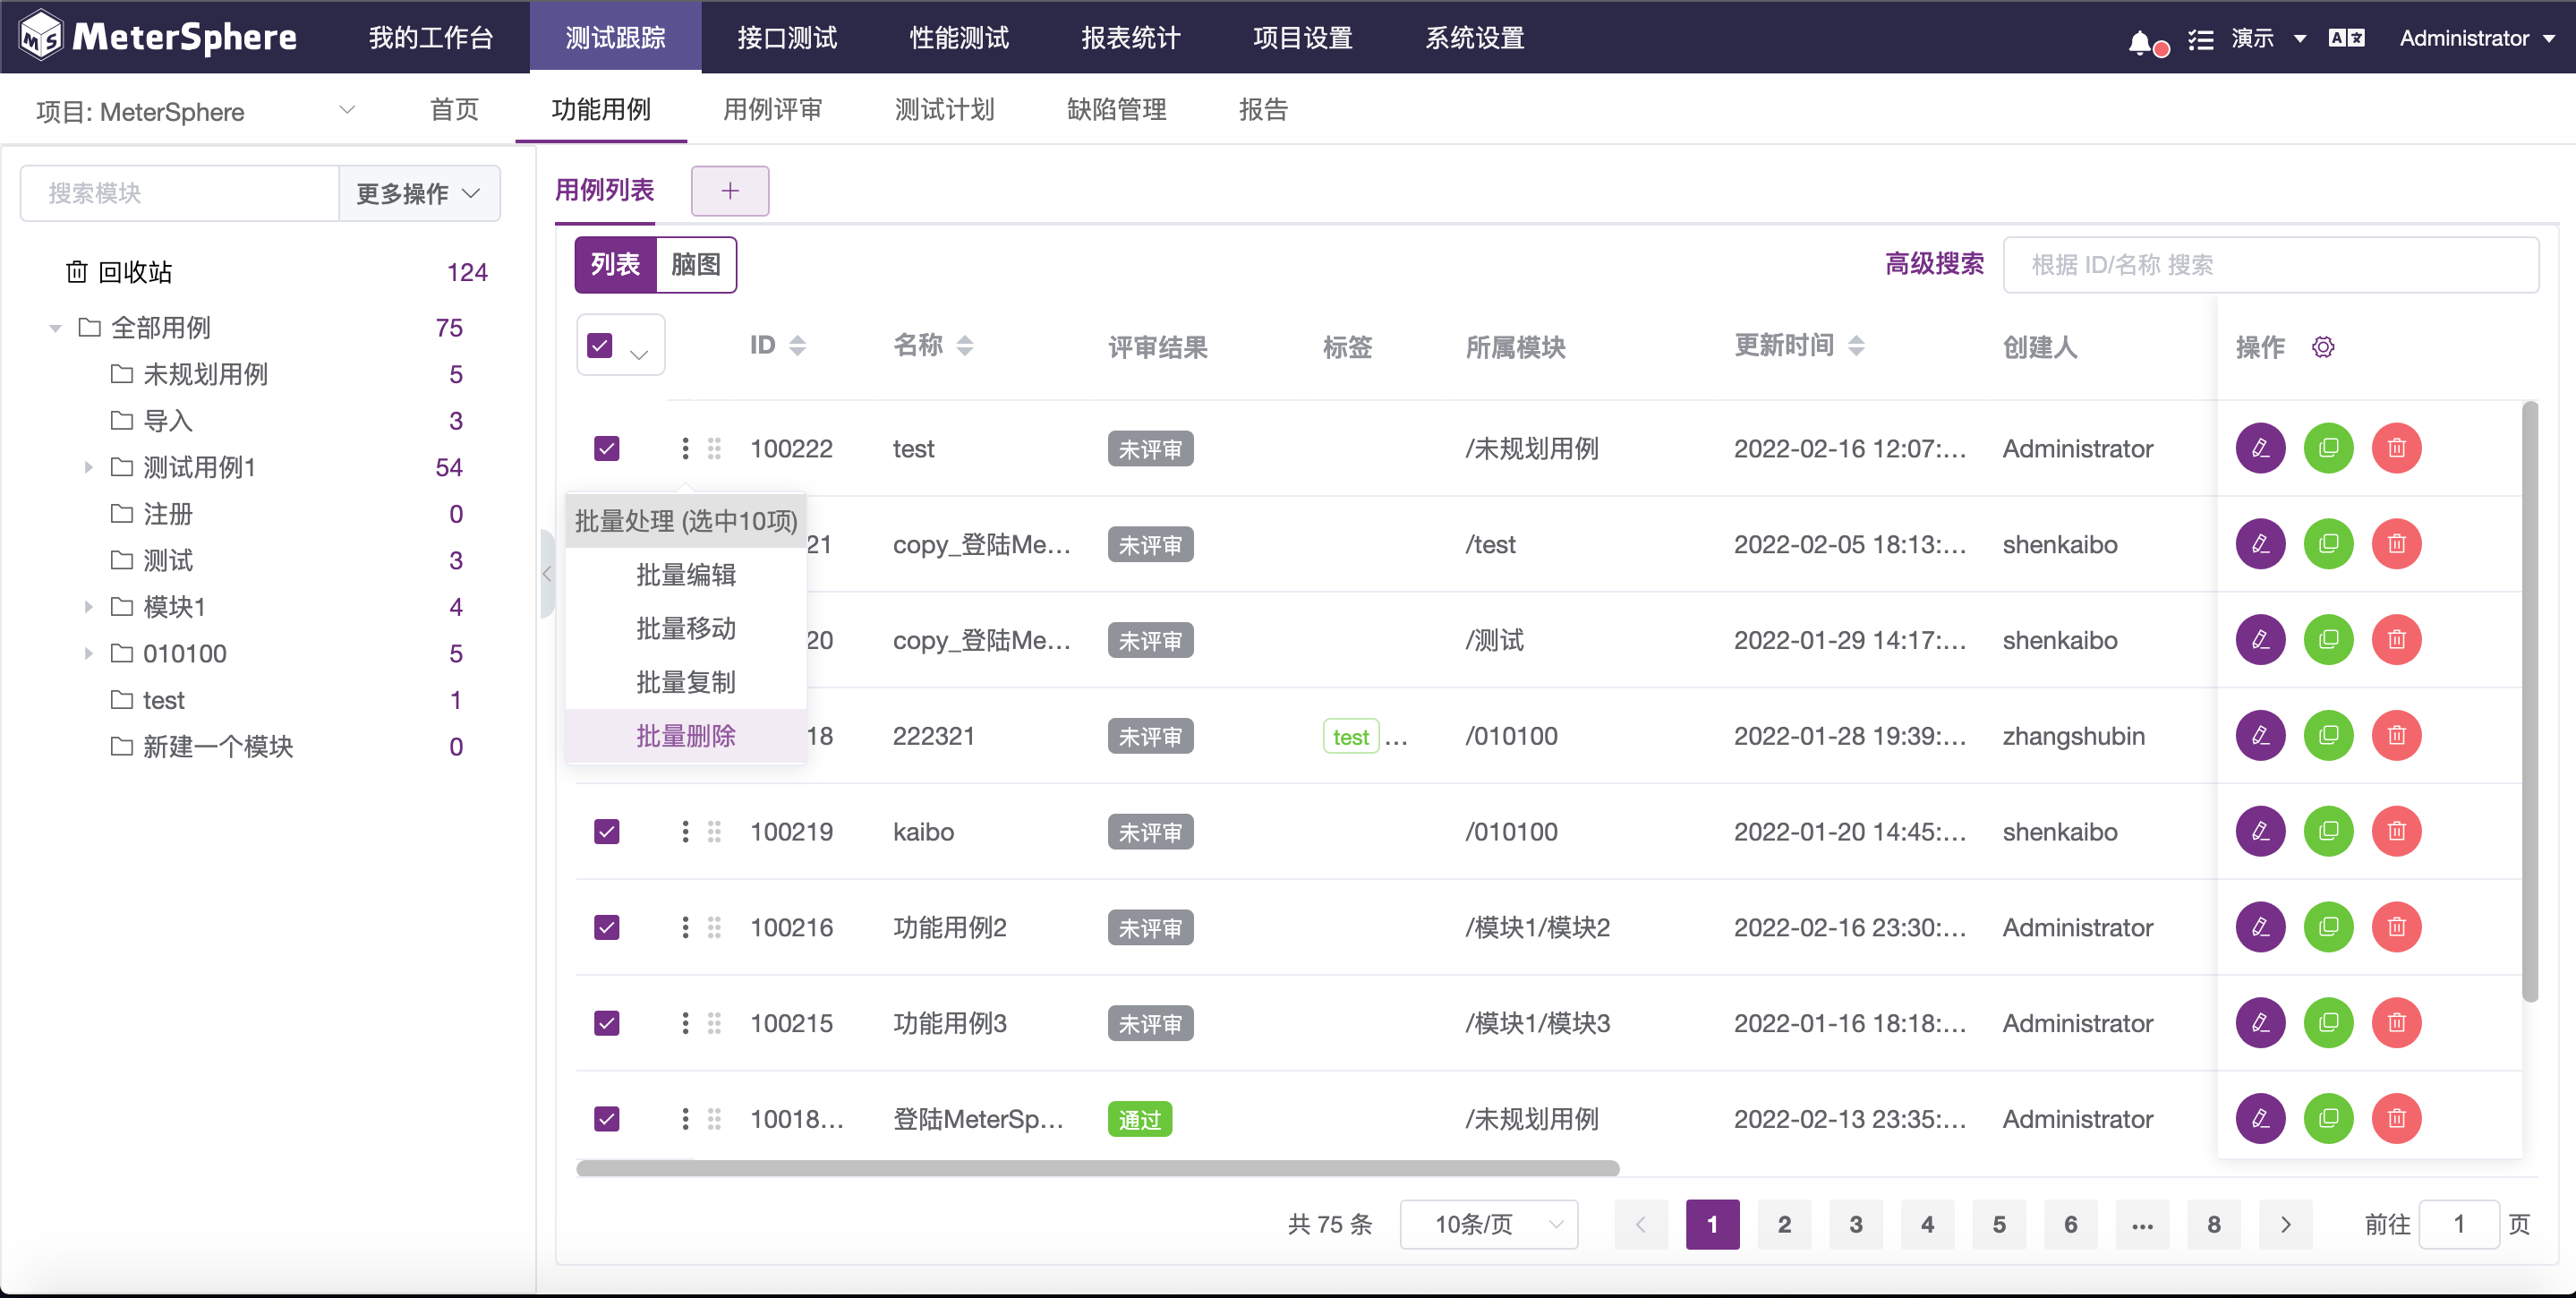 MS MeterSphere 我的工作台 测试跟踪 接口测试 性能测试 报表统计 项目设置 系统设置 演示 Administrator
项目: MeterSphere 首页 功能用例 用例评审 测试计划 缺陷管理 报告
搜索模块 更多操作
回收站 124
全部用例 75
未规划用例 5
导入 3
测试用例1 54
注册 0
测试 3
模块1 4
010100 5
test 1
新建一个模块 0
用例列表 +
列表 脑图 高级搜索 根据 ID/名称 搜索
ID 名称 评审结果 标签 所属模块 更新时间 创建人 操作
100222 test 未评审 /未规划用例 2022-02-16 12:07:... Administrator
批量处理 (选中10项)
批量编辑
批量移动
批量复制
批量删除
21 copy_登陆Me... 未评审 /test 2022-02-05 18:13:... shenkaibo
20 copy_登陆Me... 未评审 /测试 2022-01-29 14:17:... shenkaibo
18 222321 未评审 test ... /010100 2022-01-28 19:39:... zhangshubin
100219 kaibo 未评审 /010100 2022-01-20 14:45:... shenkaibo
100216 功能用例2 未评审 /模块1/模块2 2022-02-16 23:30:... Administrator
100215 功能用例3 未评审 /模块1/模块3 2022-01-16 18:18:... Administrator
10018... 登陆MeterSp... 通过 /未规划用例 2022-02-13 23:35:... Administrator
共 75 条 10条/页 1 2 3 4 5 6 ... 8 前往 1 页